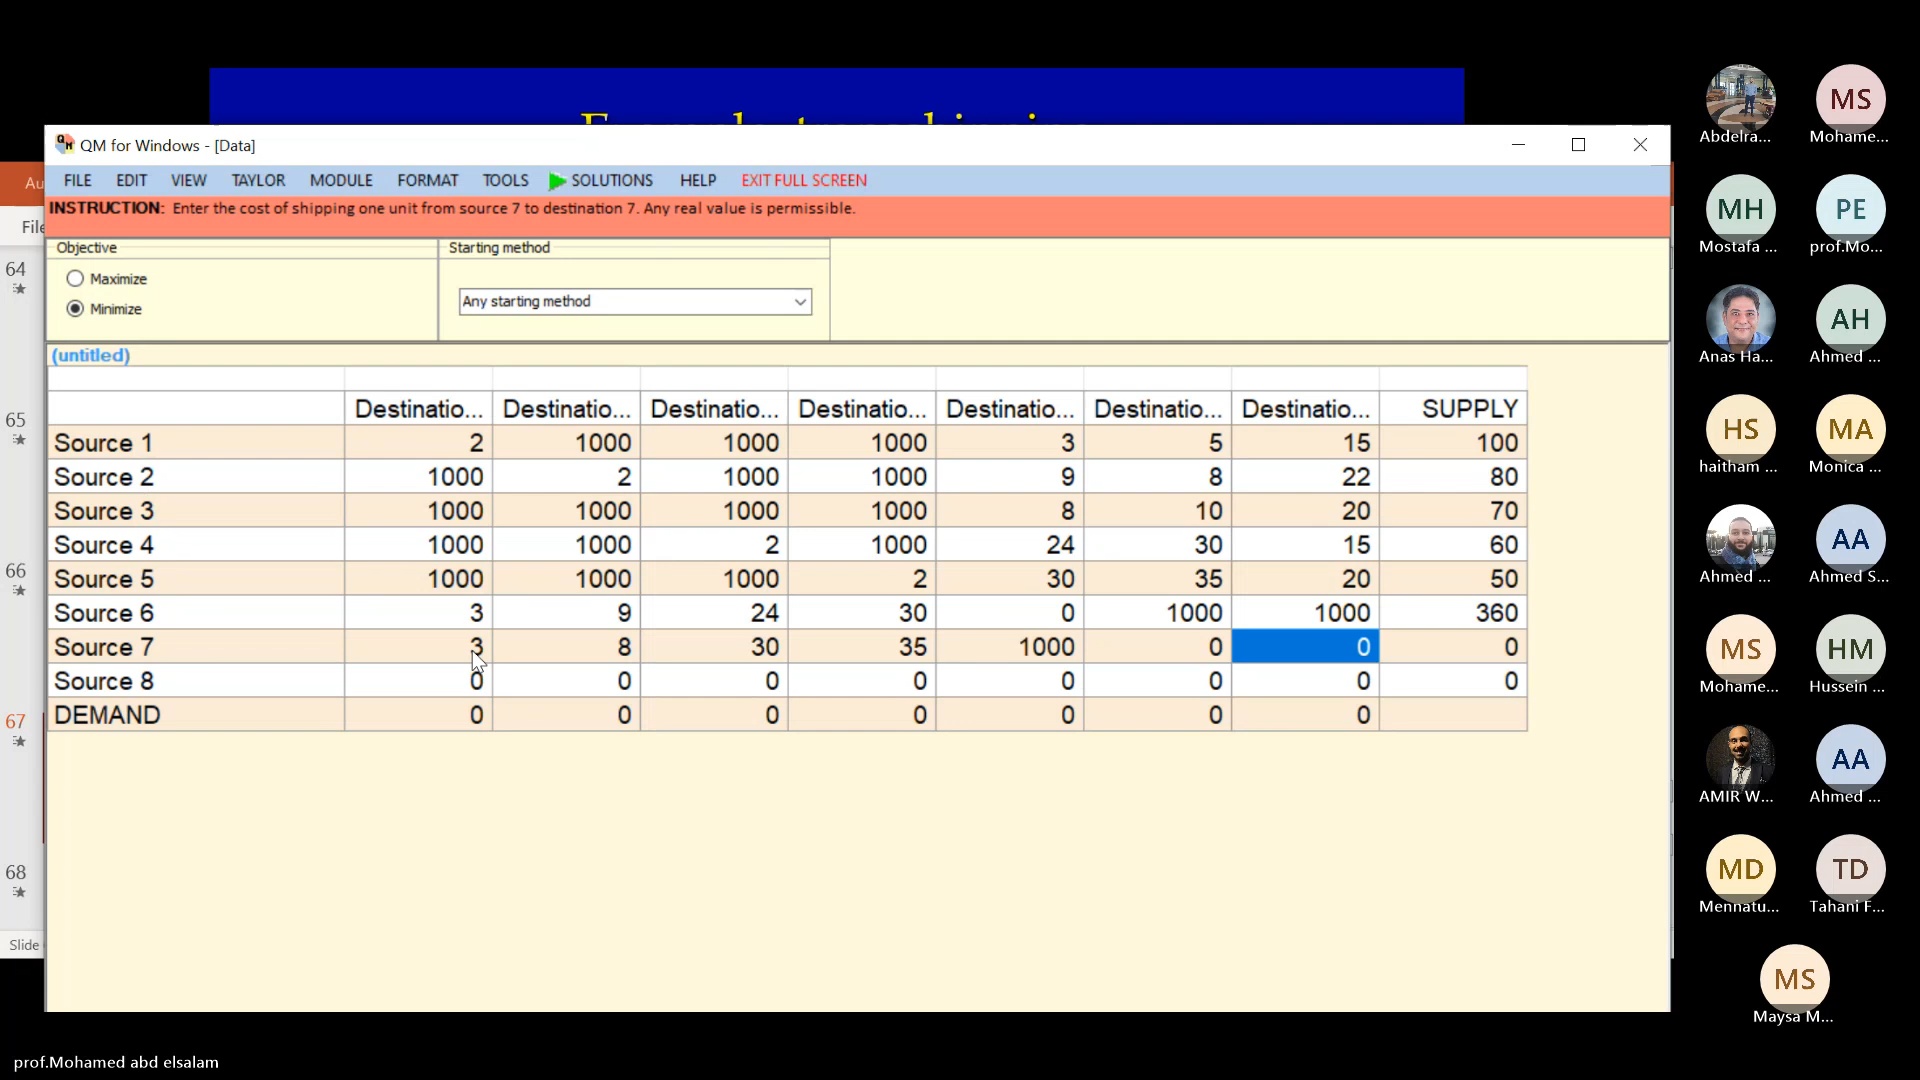 QM for Windows - [Data]
FILE EDIT VIEW TAYLOR MODULE FORMAT TOOLS SOLUTIONS HELP EXIT FULL SCREEN
INSTRUCTION: Enter the cost of shipping one unit from source 7 to destination 7. Any real value is permissible.
Objective
Maximize
Minimize
Starting method
Any starting method
(untitled)
Destinatio... Destinatio... Destinatio... Destinatio... Destinatio... Destinatio... Destinatio... SUPPLY
Source 1 2 1000 1000 1000 3 5 15 100
Source 2 1000 2 1000 1000 9 8 22 80
Source 3 1000 1000 1000 1000 8 10 20 70
Source 4 1000 1000 2 1000 24 30 15 60
Source 5 1000 1000 1000 2 30 35 20 50
Source 6 3 9 24 30 0 1000 1000 360
Source 7 3 8 30 35 1000 0 0 0
Source 8 0 0 0 0 0 0 0 0
DEMAND 0 0 0 0 0 0 0
Au
File
64
65
66
67
68
Slide
MS
Abdelra... Mohame...
MH PE
Mostafa ... prof.Mo...
AH
Anas Ha... Ahmed ...
HS MA
haitham ... Monica ...
AA
Ahmed ... Ahmed S...
MS HM
Mohame... Hussein ...
AA
AMIR W... Ahmed ...
MD TD
Mennatu... Tahani F...
MS
Maysa M...
prof.Mohamed abd elsalam